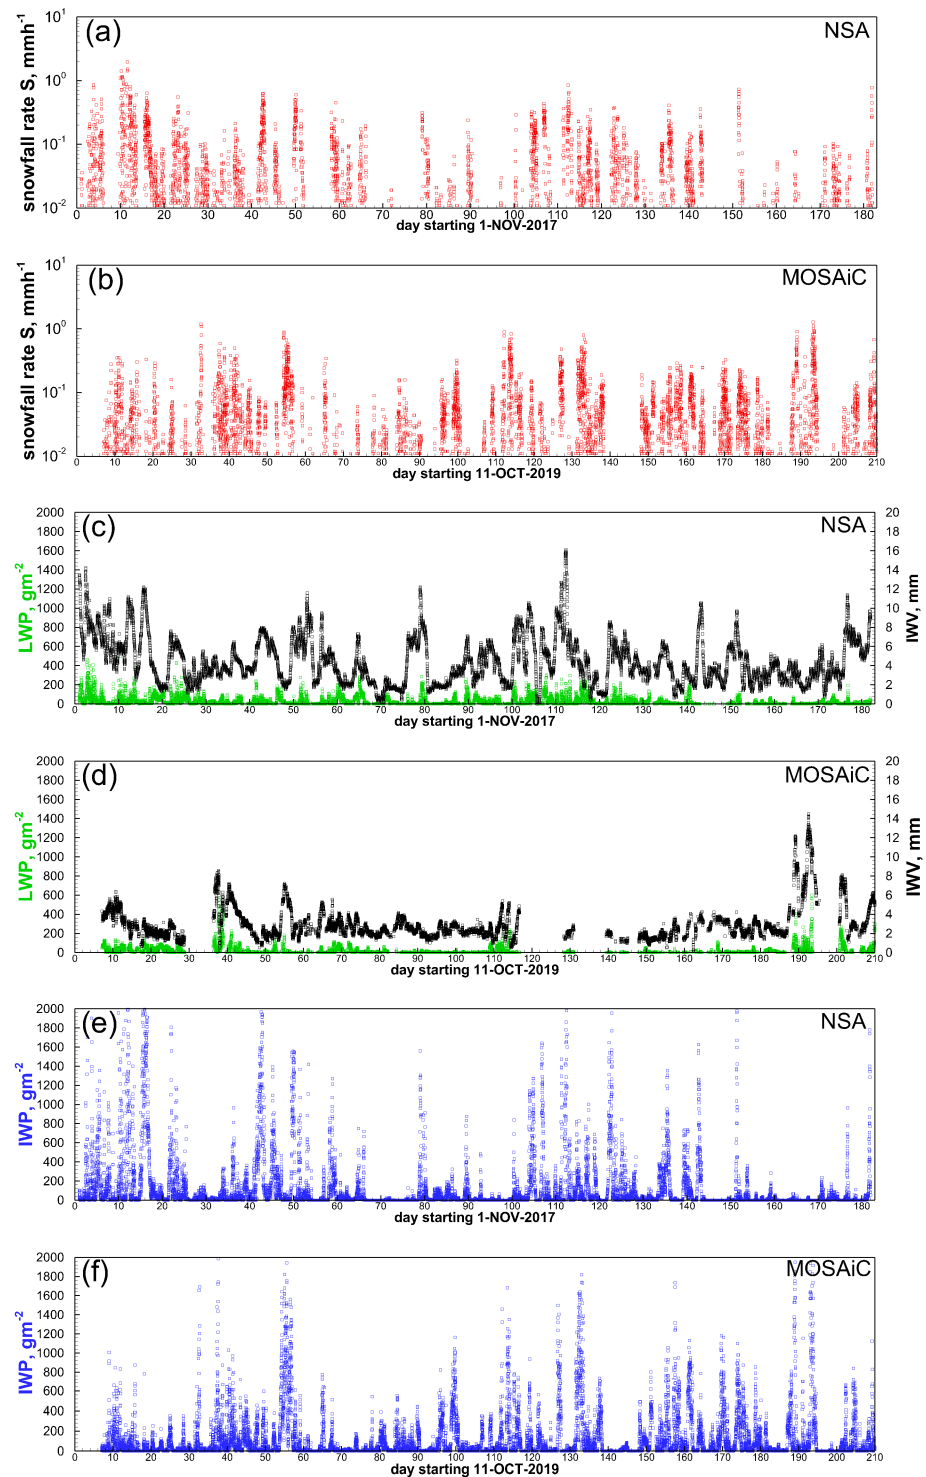 (a)
NSA
snowfall rate S, mmh-1
10¹
10⁰
10-1
10-2
0 10 20 30 40 50 60 70 80 90 100 110 120 130 140 150 160 170 180
day starting 1-NOV-2017
(b)
MOSAiC
snowfall rate S, mmh-1
10¹
10⁰
10-1
10-2
0 10 20 30 40 50 60 70 80 90 100 110 120 130 140 150 160 170 180 190 200 210
day starting 11-OCT-2019
(c)
NSA
LWP, gm-2
2000 20
1800 18
1600 16
1400 14
1200 12
1000 10
800 8
600 6
400 4
200 2
0 0
IWV, mm
0 10 20 30 40 50 60 70 80 90 100 110 120 130 140 150 160 170 180
day starting 1-NOV-2017
(d)
MOSAiC
LWP, gm-2
2000 20
1800 18
1600 16
1400 14
1200 12
1000 10
800 8
600 6
400 4
200 2
0 0
IWV, mm
0 10 20 30 40 50 60 70 80 90 100 110 120 130 140 150 160 170 180 190 200 210
day starting 11-OCT-2019
(e)
NSA
IWP, gm-2
2000
1800
1600
1400
1200
1000
800
600
400
200
0
0 10 20 30 40 50 60 70 80 90 100 110 120 130 140 150 160 170 180
day starting 1-NOV-2017
(f)
MOSAiC
IWP, gm-2
2000
1800
1600
1400
1200
1000
800
600
400
200
0
0 10 20 30 40 50 60 70 80 90 100 110 120 130 140 150 160 170 180 190 200 210
day starting 11-OCT-2019